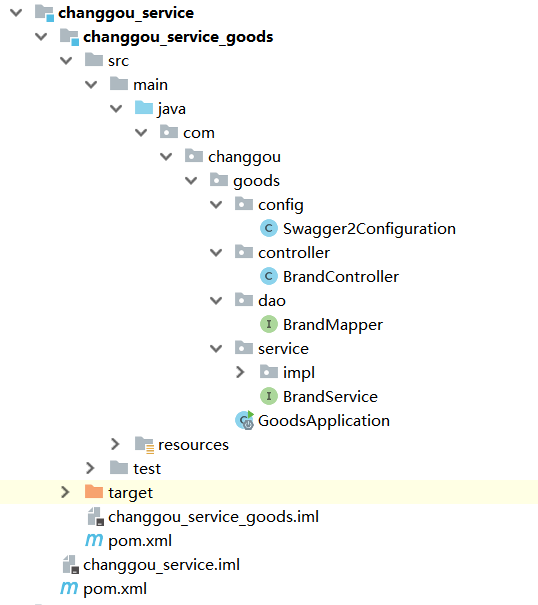 changgou_service
changgou_service_goods
src
main
java
com
changgou
goods
config
Swagger2Configuration
controller
BrandController
dao
BrandMapper
service
impl
BrandService
GoodsApplication
resources
test
target
changgou_service_goods.iml
pom.xml
changgou_service.iml
pom.xml